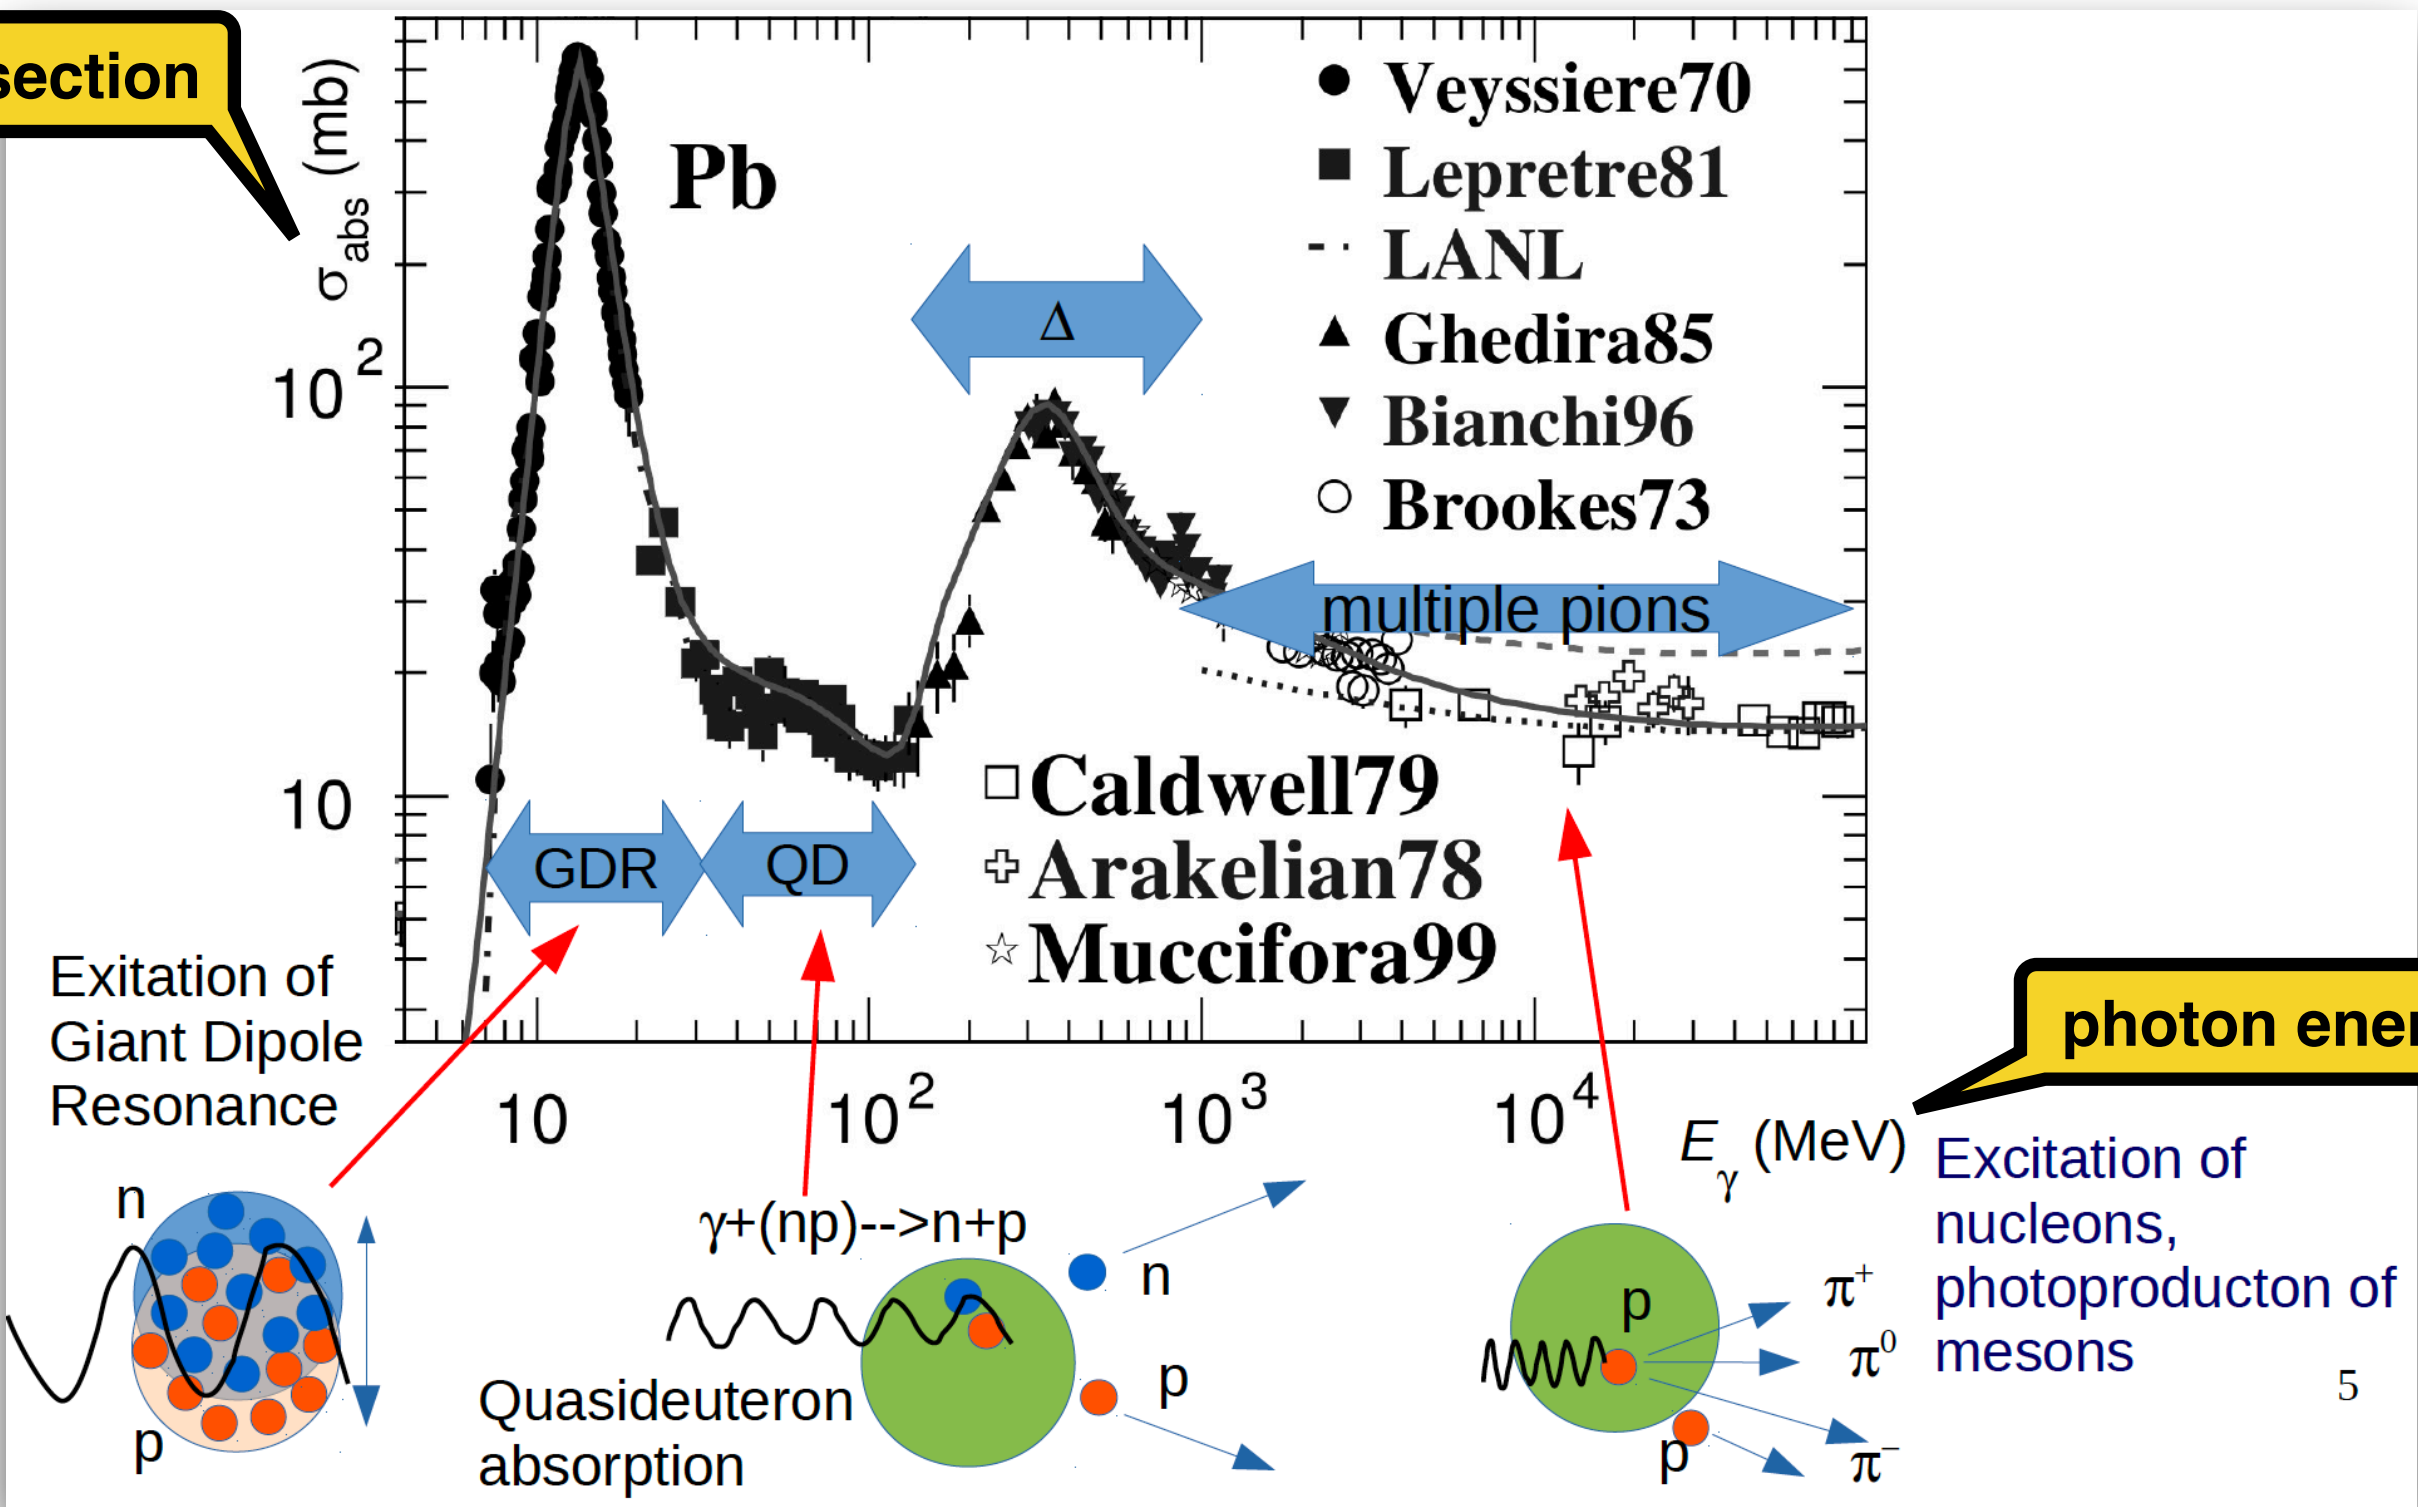 section
σabs (mb)
Pb
Veyssiere70
Lepretre81
LANL
Ghedira85
Bianchi96
Brookes73
Δ
multiple pions
10²
10
Caldwell79
Arakelian78
Muccifora99
GDR
QD
Exitation of
Giant Dipole
Resonance
10
10²
10³
10⁴
Eγ (MeV)
photon ener
Excitation of
nucleons,
photoproducton of
mesons
n
p
γ+(np)-->n+p
n
p
Quasideuteron
absorption
p
π⁺
π⁰
π⁻
p
5